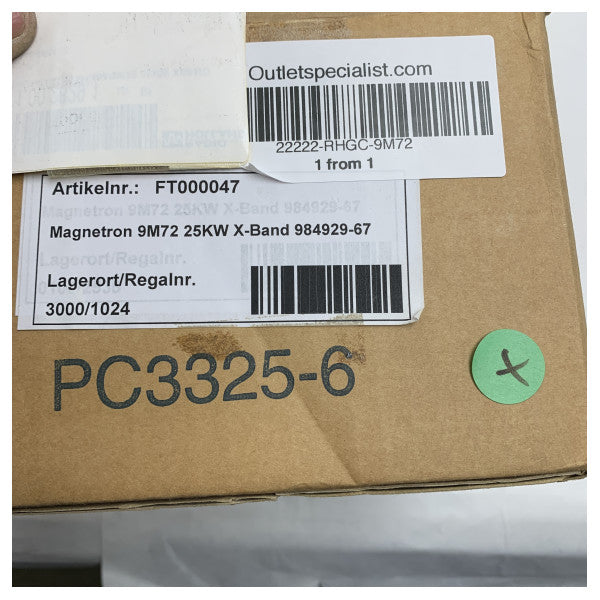 Outletspecialist.com
22222-RHGC-9M72
1 from 1
Artikelnr.: FT000047
Magnetron 9M72 25KW X-Band 984929-67
Magnetron 9M72 25KW X-Band 984929-67
Lagerort/Regalnr.
Lagerort/Regalnr.
3000/1024
PC3325-6
X